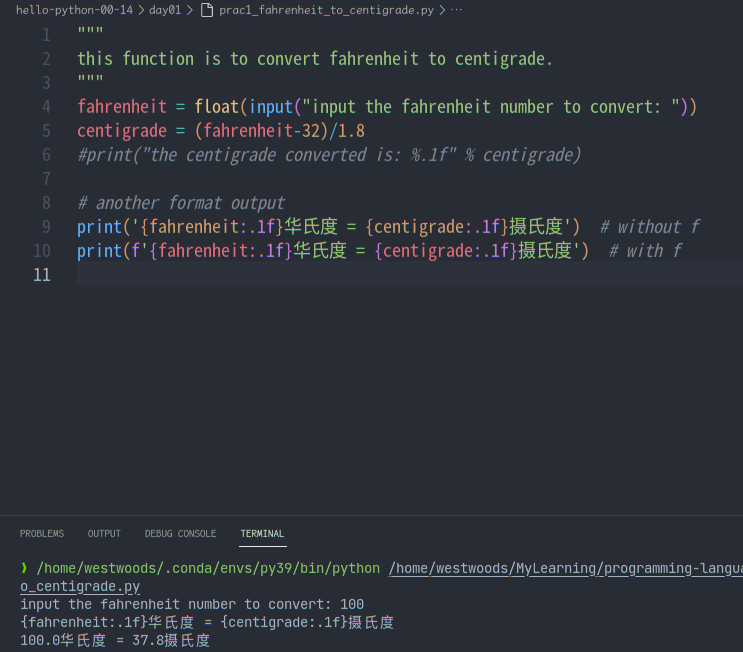 hello-python-00-14 > day01 > prac1_fahrenheit_to_centigrade.py > ...
1 """
2 this function is to convert fahrenheit to centigrade.
3 """
4 fahrenheit = float(input("input the fahrenheit number to convert: "))
5 centigrade = (fahrenheit-32)/1.8
6 #print("the centigrade converted is: %.1f" % centigrade)
7
8 # another format output
9 print('{fahrenheit:.1f}华氏度 = {centigrade:.1f}摄氏度')  # without f
10 print(f'{fahrenheit:.1f}华氏度 = {centigrade:.1f}摄氏度')  # with f
11
PROBLEMS OUTPUT DEBUG CONSOLE TERMINAL
❯ /home/westwoods/.conda/envs/py39/bin/python /home/westwoods/MyLearning/programming-langua
o_centigrade.py
input the fahrenheit number to convert: 100
{fahrenheit:.1f}华氏度 = {centigrade:.1f}摄氏度
100.0华氏度 = 37.8摄氏度